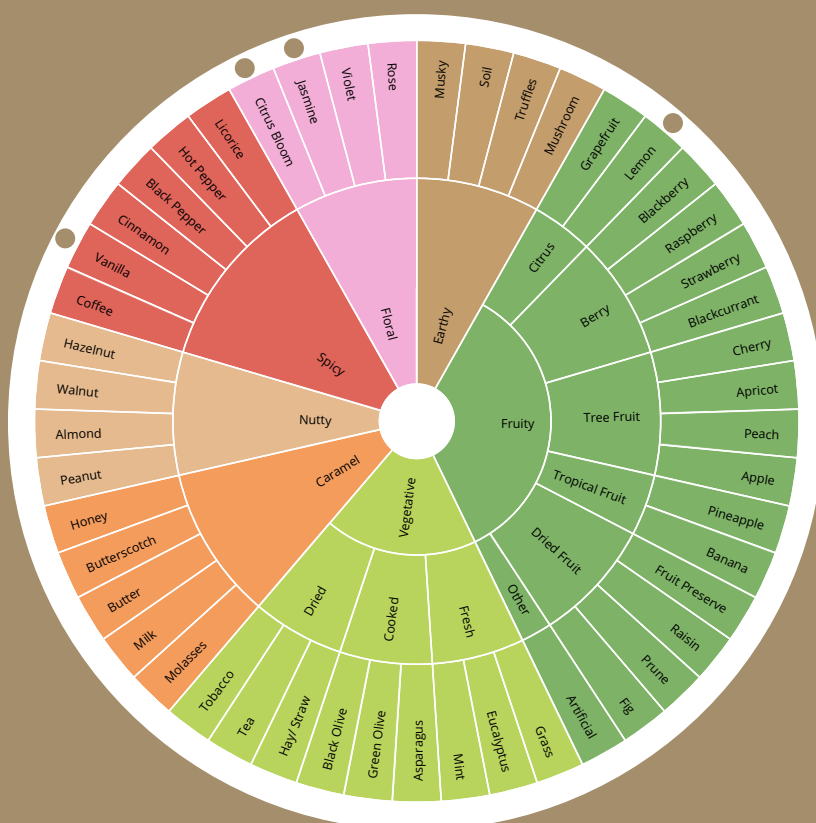 Musky
Soil
Truffles
Mushroom
Grapefruit
Lemon
Blackberry
Raspberry
Strawberry
Blackcurrant
Cherry
Apricot
Peach
Apple
Pineapple
Banana
Fruit Preserve
Raisin
Prune
Fig
Artificial
Grass
Eucalyptus
Mint
Asparagus
Green Olive
Black Olive
Hay/ Straw
Tea
Tobacco
Molasses
Milk
Butter
Butterscotch
Honey
Peanut
Almond
Walnut
Hazelnut
Coffee
Vanilla
Cinnamon
Black Pepper
Hot Pepper
Licorice
Citrus Bloom
Jasmine
Violet
Rose
Citrus
Berry
Tree Fruit
Tropical Fruit
Dried Fruit
Other
Fresh
Cooked
Dried
Earthy
Fruity
Vegetative
Caramel
Nutty
Spicy
Floral